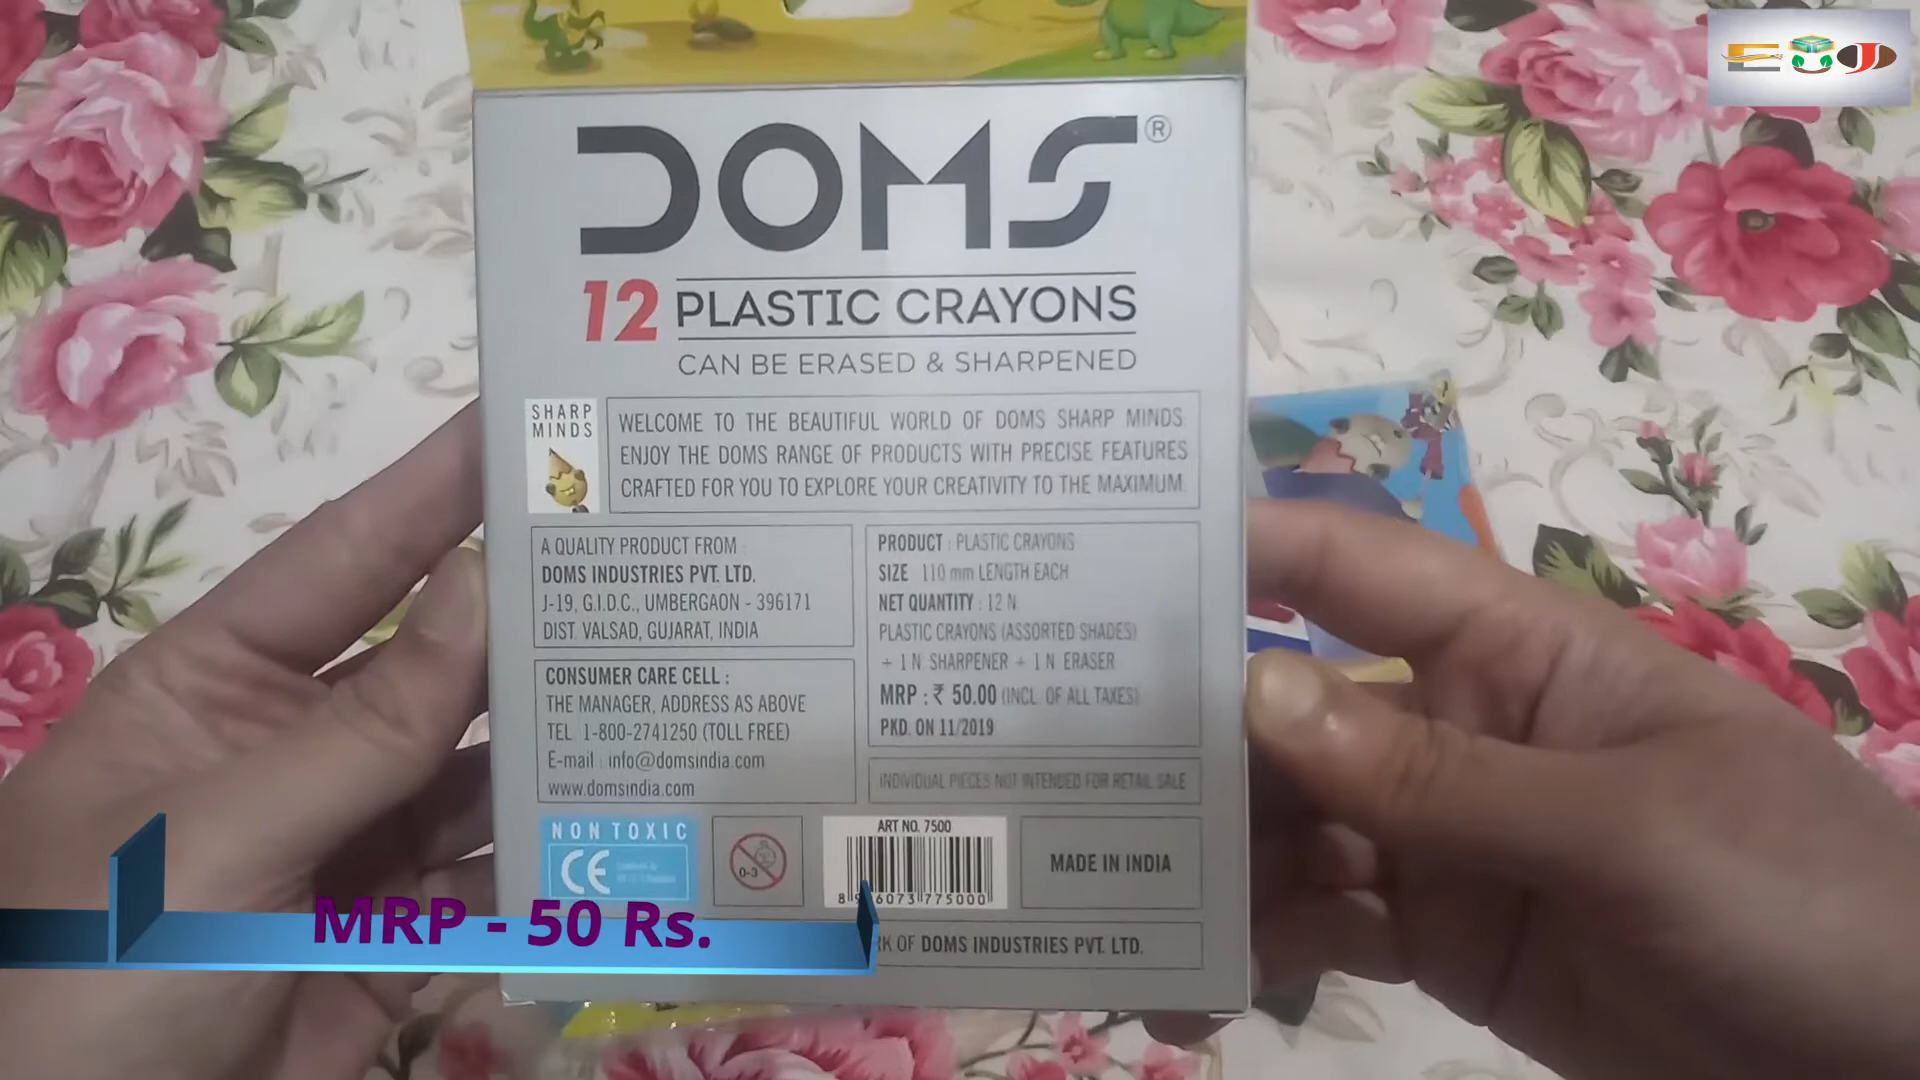 DOMS®
12 PLASTIC CRAYONS
CAN BE ERASED & SHARPENED
SHARP
MINDS
WELCOME TO THE BEAUTIFUL WORLD OF DOMS SHARP MINDS.
ENJOY THE DOMS RANGE OF PRODUCTS WITH PRECISE FEATURES
CRAFTED FOR YOU TO EXPLORE YOUR CREATIVITY TO THE MAXIMUM.
A QUALITY PRODUCT FROM :
DOMS INDUSTRIES PVT. LTD.
J-19, G.I.D.C., UMBERGAON - 396171
DIST. VALSAD, GUJARAT, INDIA
CONSUMER CARE CELL :
THE MANAGER, ADDRESS AS ABOVE
TEL 1-800-2741250 (TOLL FREE)
E-mail : info@domsindia.com
www.domsindia.com
PRODUCT : PLASTIC CRAYONS
SIZE 110 mm LENGTH EACH
NET QUANTITY : 12 N.
PLASTIC CRAYONS (ASSORTED SHADES)
+ 1 N. SHARPENER + 1 N. ERASER
MRP : ₹ 50.00 (INCL. OF ALL TAXES)
PKD. ON 11/2019
INDIVIDUAL PIECES NOT INTENDED FOR RETAIL SALE
NON TOXIC
CE
0-3
ART NO. 7500
6073 775000
MADE IN INDIA
OF DOMS INDUSTRIES PVT. LTD.
MRP - 50 Rs.